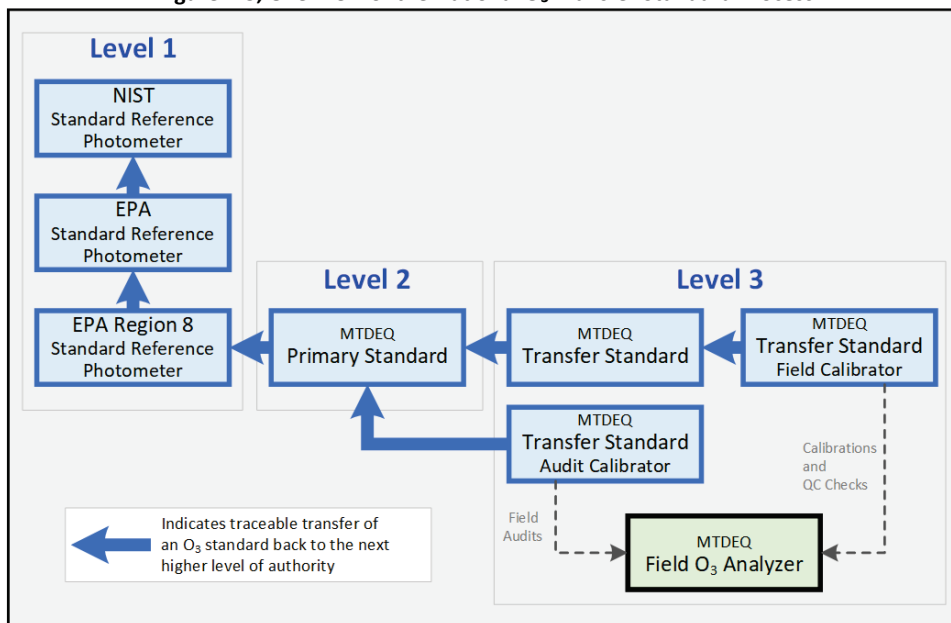 Level 1
NIST
Standard Reference
Photometer
EPA
Standard Reference
Photometer
EPA Region 8
Standard Reference
Photometer
Level 2
MTDEQ
Primary Standard
Level 3
MTDEQ
Transfer Standard
MTDEQ
Transfer Standard
Field Calibrator
MTDEQ
Transfer Standard
Audit Calibrator
Calibrations
and
QC Checks
Field
Audits
MTDEQ
Field O₃ Analyzer
Indicates traceable transfer of
an O₃ standard back to the next
higher level of authority